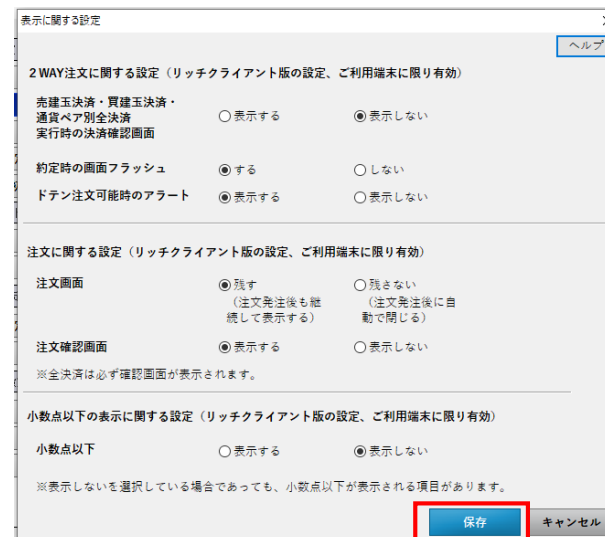 表示に関する設定
ヘルプ
2WAY注文に関する設定（リッチクライアント版の設定、ご利用端末に限り有効）
売建玉決済・買建玉決済・
通貨ペア別全決済
実行時の決済確認画面
表示する
表示しない
約定時の画面フラッシュ
する
しない
ドテン注文可能時のアラート
表示する
表示しない
注文に関する設定（リッチクライアント版の設定、ご利用端末に限り有効）
注文画面
残す
（注文発注後も継
続して表示する）
残さない
（注文発注後に自
動で閉じる）
注文確認画面
表示する
表示しない
※全決済は必ず確認画面が表示されます。
小数点以下の表示に関する設定（リッチクライアント版の設定、ご利用端末に限り有効）
小数点以下
表示する
表示しない
※表示しないを選択している場合であっても、小数点以下が表示される項目があります。
保存
キャンセル